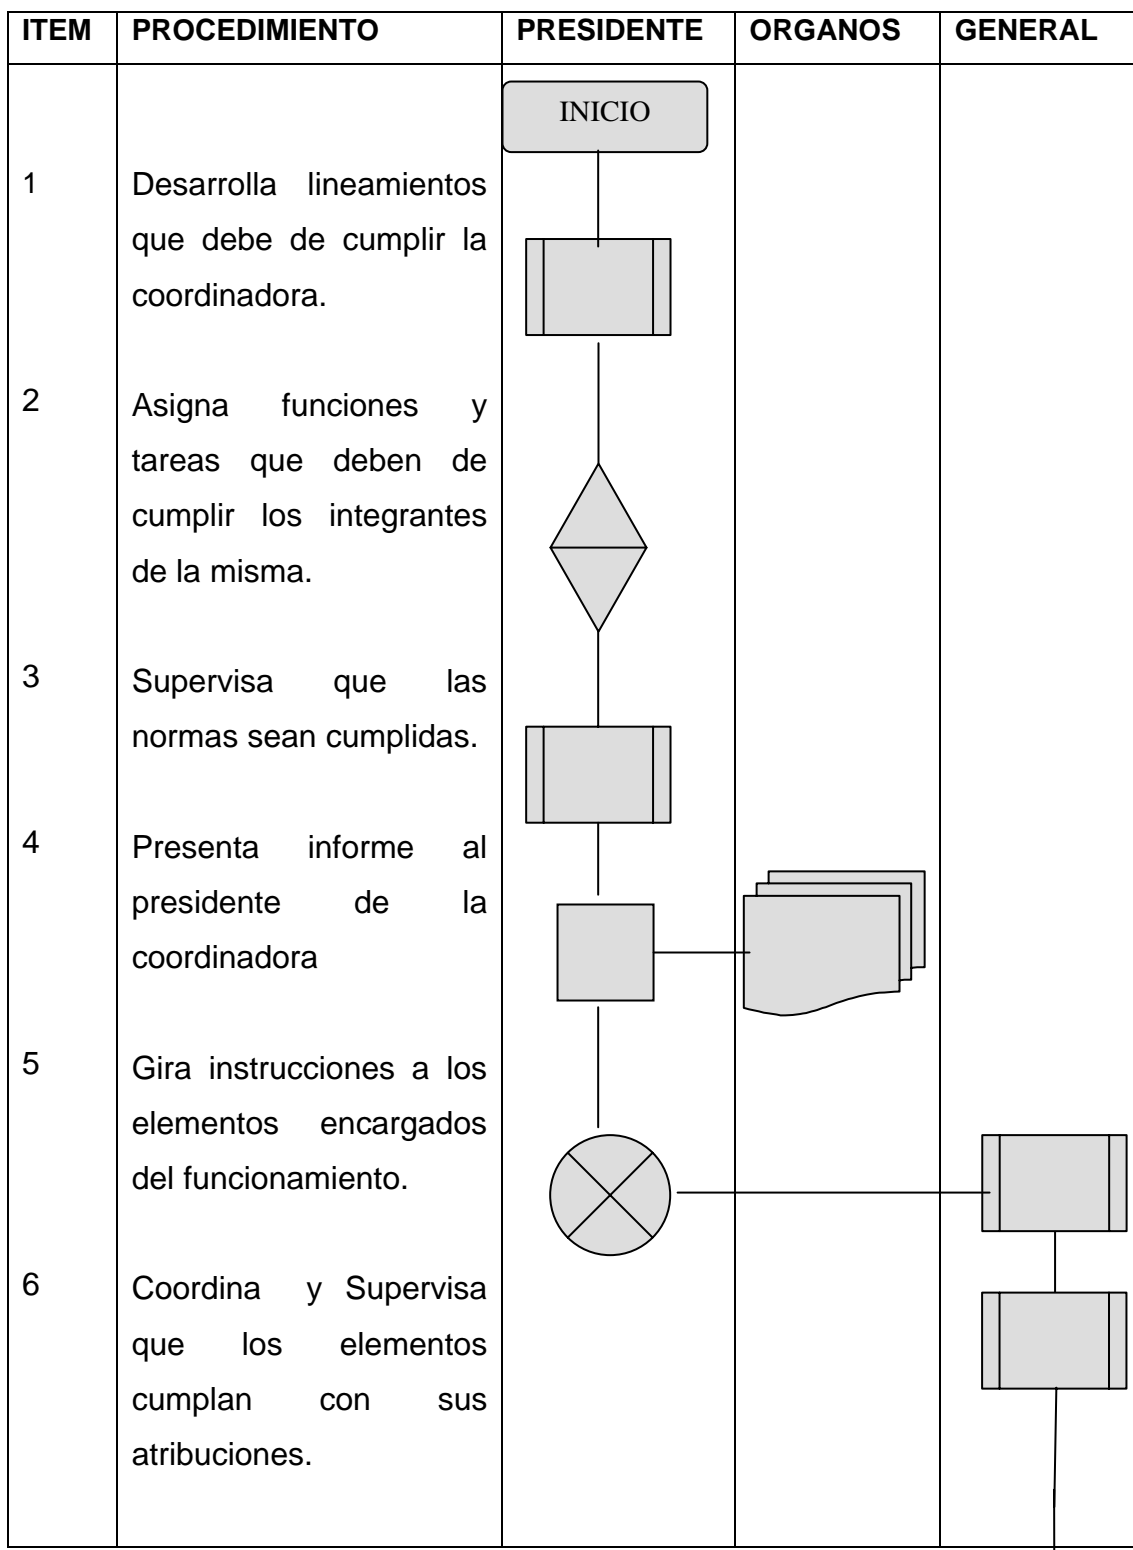 ITEM PROCEDIMIENTO PRESIDENTE ORGANOS GENERAL
INICIO
1 Desarrolla lineamientos
que debe de cumplir la
coordinadora.
2 Asigna funciones y
tareas que deben de
cumplir los integrantes
de la misma.
3 Supervisa que las
normas sean cumplidas.
4 Presenta informe al
presidente de la
coordinadora
5 Gira instrucciones a los
elementos encargados
del funcionamiento.
6 Coordina y Supervisa
que los elementos
cumplan con sus
atribuciones.